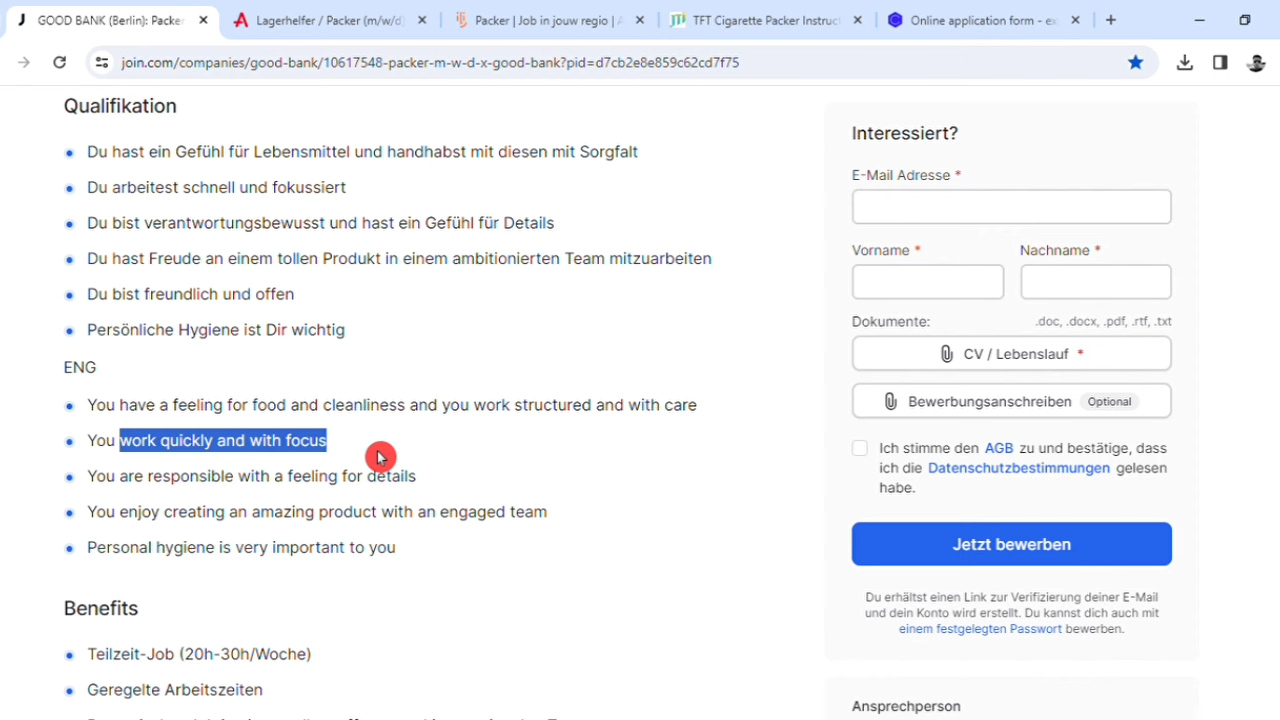 GOOD BANK (Berlin): Packer
Lagerhelfer / Packer (m/w/d
Packer | Job in jouw regio | A
TFT Cigarette Packer Instruct
Online application form - ex
join.com/companies/good-bank/10617548-packer-m-w-d-x-good-bank?pid=d7cb2e8e859c62cd7f75
Qualifikation
Du hast ein Gefühl für Lebensmittel und handhabst mit diesen mit Sorgfalt
Du arbeitest schnell und fokussiert
Du bist verantwortungsbewusst und hast ein Gefühl für Details
Du hast Freude an einem tollen Produkt in einem ambitionierten Team mitzuarbeiten
Du bist freundlich und offen
Persönliche Hygiene ist Dir wichtig
ENG
You have a feeling for food and cleanliness and you work structured and with care
You work quickly and with focus
You are responsible with a feeling for details
You enjoy creating an amazing product with an engaged team
Personal hygiene is very important to you
Benefits
Teilzeit-Job (20h-30h/Woche)
Geregelte Arbeitszeiten
Interessiert?
E-Mail Adresse *
Vorname * Nachname *
Dokumente: .doc, .docx, .pdf, .rtf, .txt
CV / Lebenslauf *
Bewerbungsanschreiben Optional
Ich stimme den AGB zu und bestätige, dass
ich die Datenschutzbestimmungen gelesen
habe.
Jetzt bewerben
Du erhältst einen Link zur Verifizierung deiner E-Mail
und dein Konto wird erstellt. Du kannst dich auch mit
einem festgelegten Passwort bewerben.
Ansprechperson